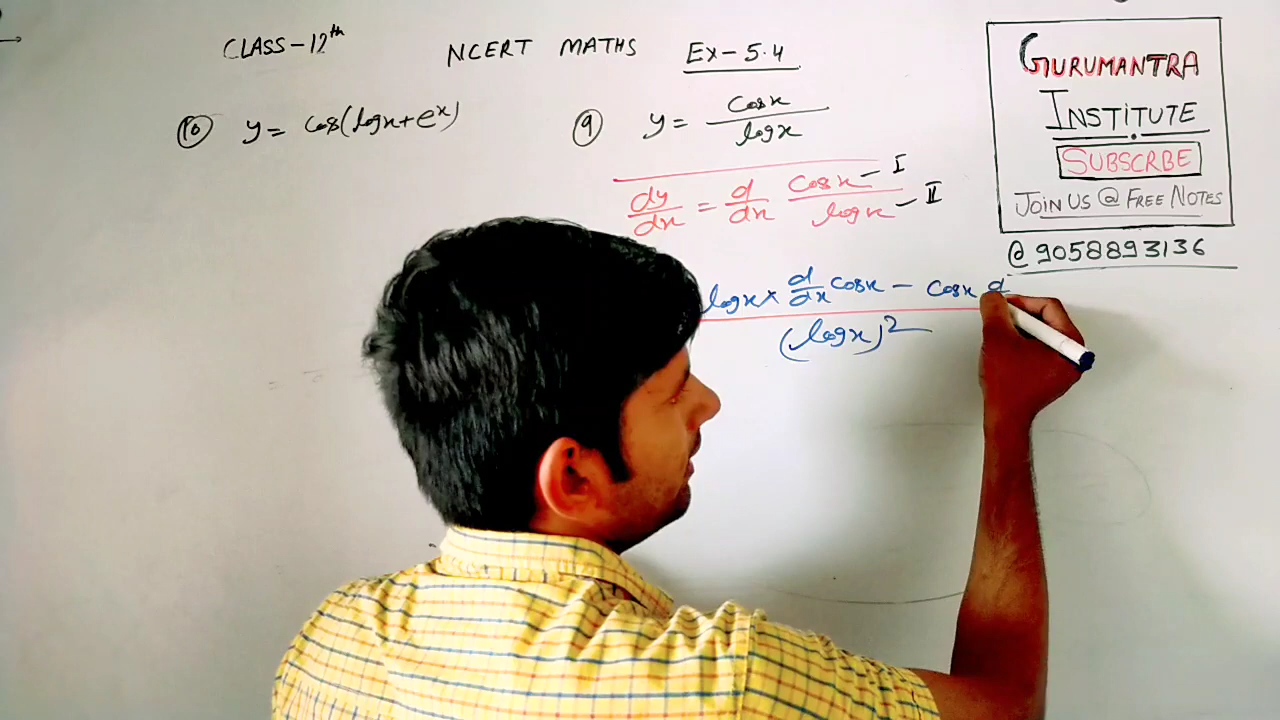 CLASS-12th NCERT MATHS Ex-5.4
⑩ y = cos(logx+e^x)
⑨ y = cosx / logx
dy/dx = d/dx cosx - I / logx - II
logx × d/dx cosx - cosx d
(logx)^2
GURUMANTRA
INSTITUTE
SUBSCRBE
JOIN US @ FREE NOTES
@ 9058893136